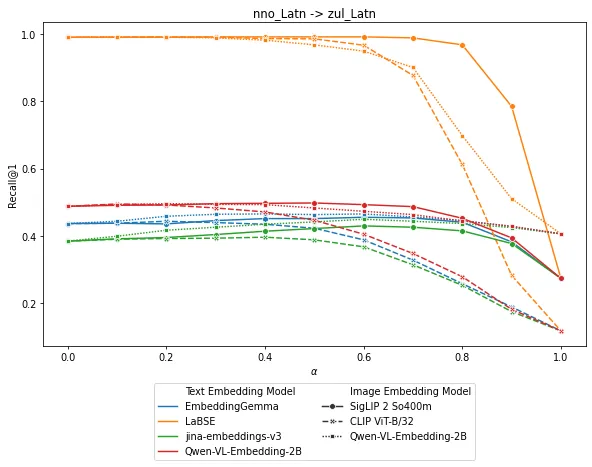 nno_Latn -> zul_Latn
Recall@1
1.0
0.8
0.6
0.4
0.2
0.0
0.2
0.4
0.6
0.8
1.0
α
Text Embedding Model
EmbeddingGemma
LaBSE
jina-embeddings-v3
Qwen-VL-Embedding-2B
Image Embedding Model
SigLIP 2 So400m
CLIP ViT-B/32
Qwen-VL-Embedding-2B